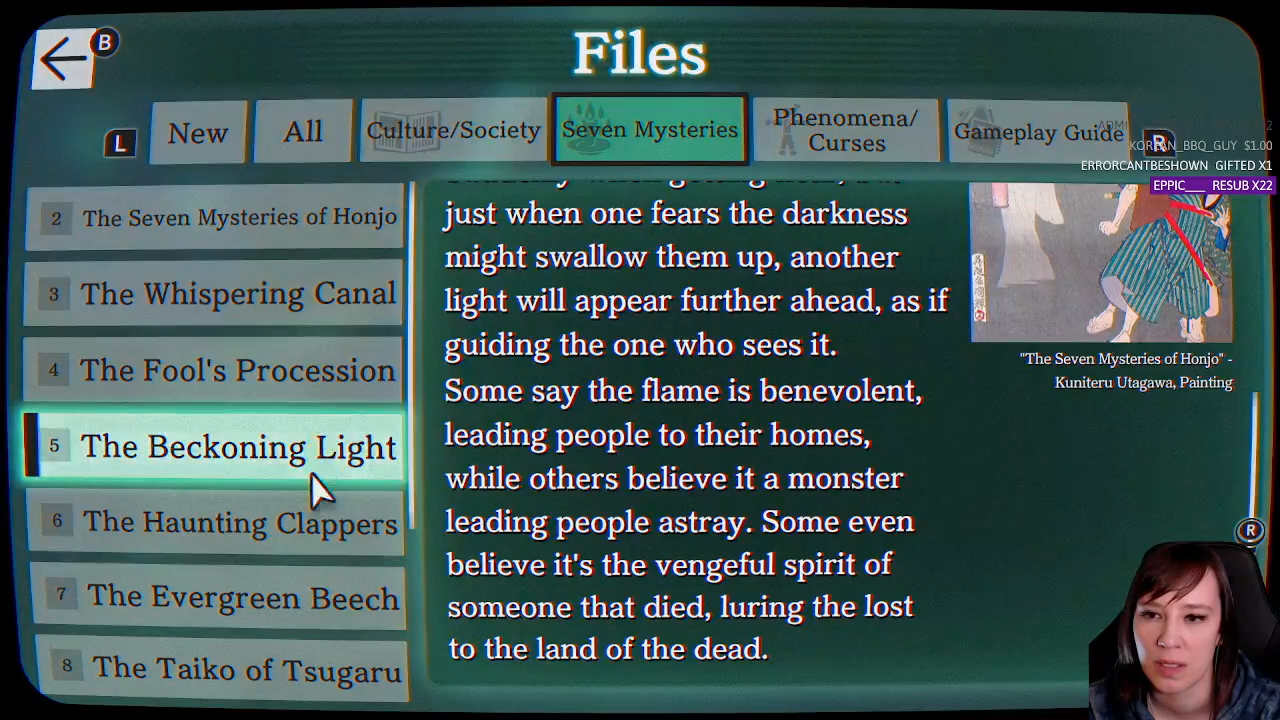 B
Files
L
New
All
Culture/Society
Seven Mysteries
Phenomena/
Curses
Gameplay Guide
R
KOREAN_BBQ_GUY $1.00
ERRORCANTBESHOWN GIFTED X1
EPPIC___ RESUB X22
2 The Seven Mysteries of Honjo
3 The Whispering Canal
4 The Fool's Procession
5 The Beckoning Light
6 The Haunting Clappers
7 The Evergreen Beech
8 The Taiko of Tsugaru
just when one fears the darkness
might swallow them up, another
light will appear further ahead, as if
guiding the one who sees it.
Some say the flame is benevolent,
leading people to their homes,
while others believe it a monster
leading people astray. Some even
believe it's the vengeful spirit of
someone that died, luring the lost
to the land of the dead.
"The Seven Mysteries of Honjo" -
Kuniteru Utagawa, Painting
R